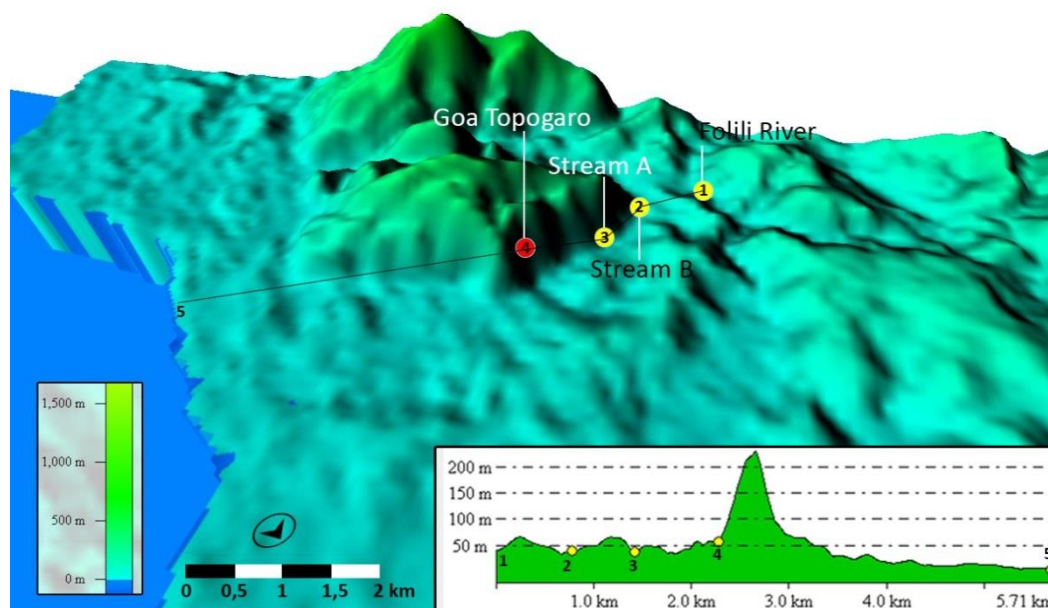 Goa Topogaro
Folili River
Stream A
1
2
3
4
Stream B
5
1,500 m
1,000 m
500 m
0 m
0 0,5 1 1,5 2 km
200 m
150 m
100 m
50 m
1 2 3 4 5
1.0 km 2.0 km 3.0 km 4.0 km 5.71 km